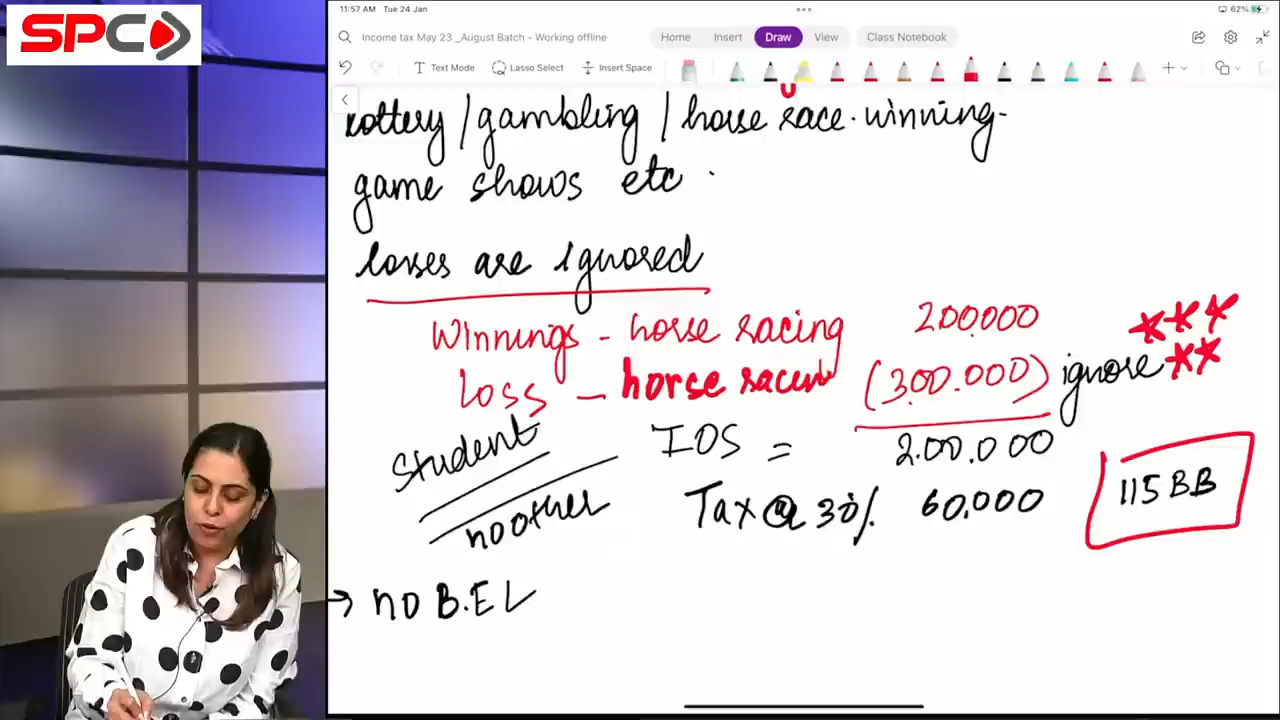 SPC
11:57 AM Tue 24 Jan
62%
Income tax May 23 _August Batch - Working offline
Home Insert Draw View Class Notebook
Text Mode Lasso Select Insert Space
Lottery / gambling / horse race. winning.
game shows etc.
losses are ignored
Winnings - horse racing 200.000
Loss - horse racing (300.000) ignore
Student IOS = 2.00.000
no other Tax @ 30% 60,000 115 BB
→ no B.E L